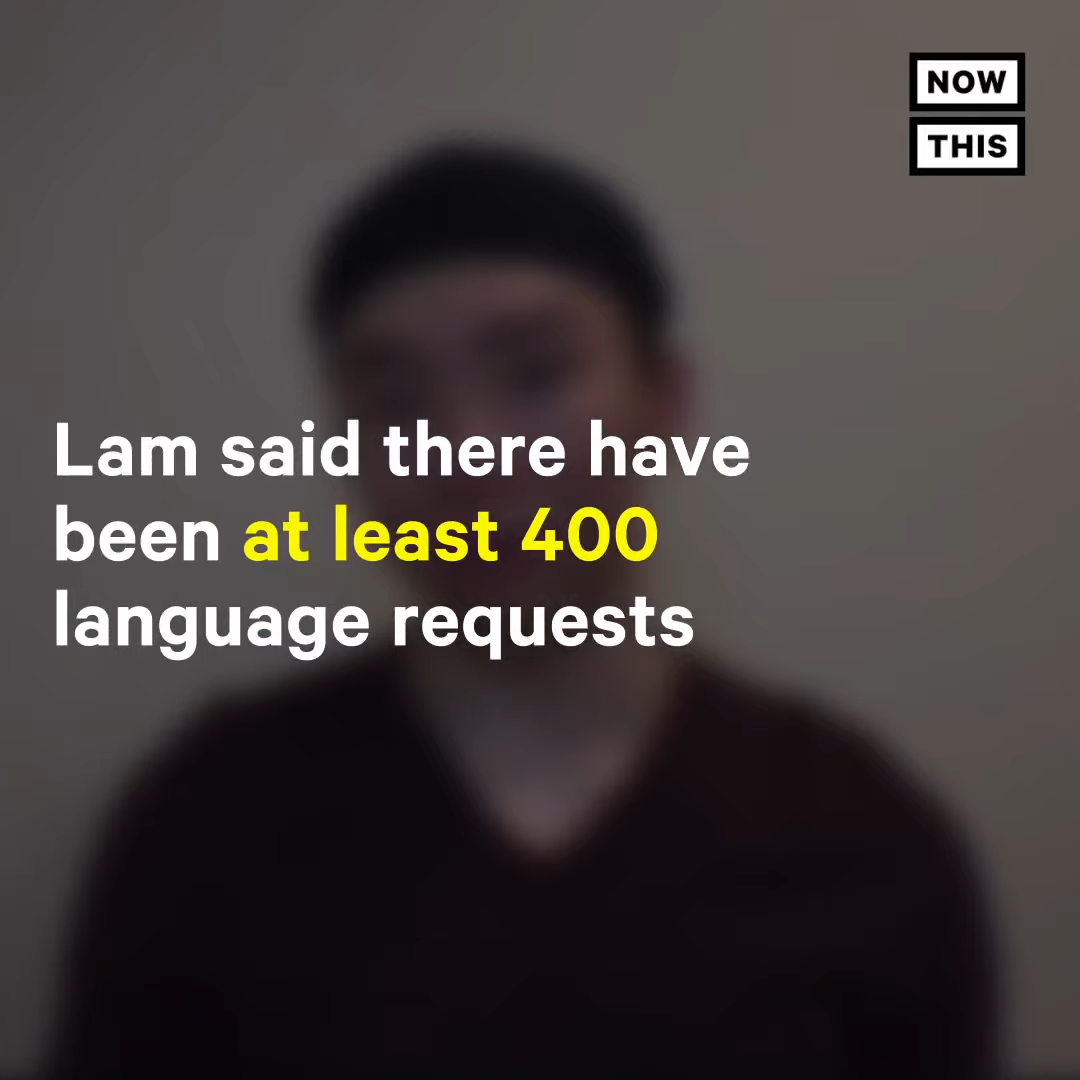 NOW
THIS
Lam said there have
been at least 400
language requests